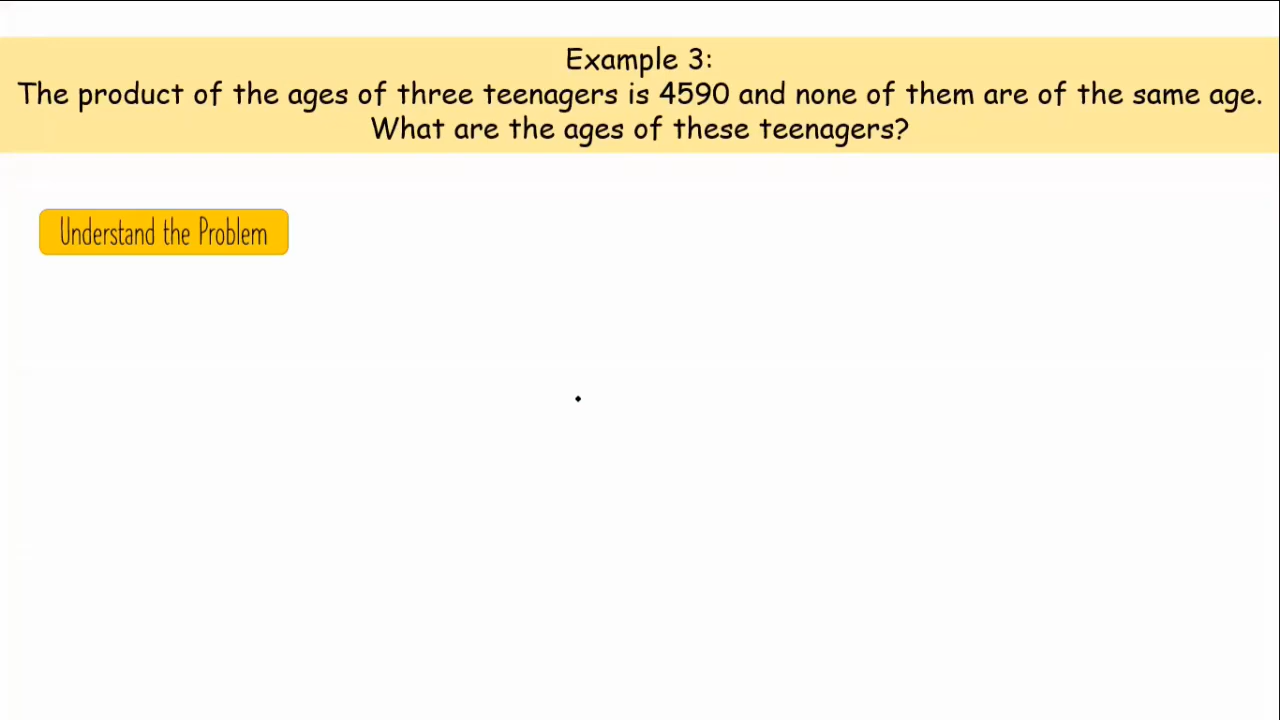 Example 3:
The product of the ages of three teenagers is 4590 and none of them are of the same age.
What are the ages of these teenagers?
Understand the Problem